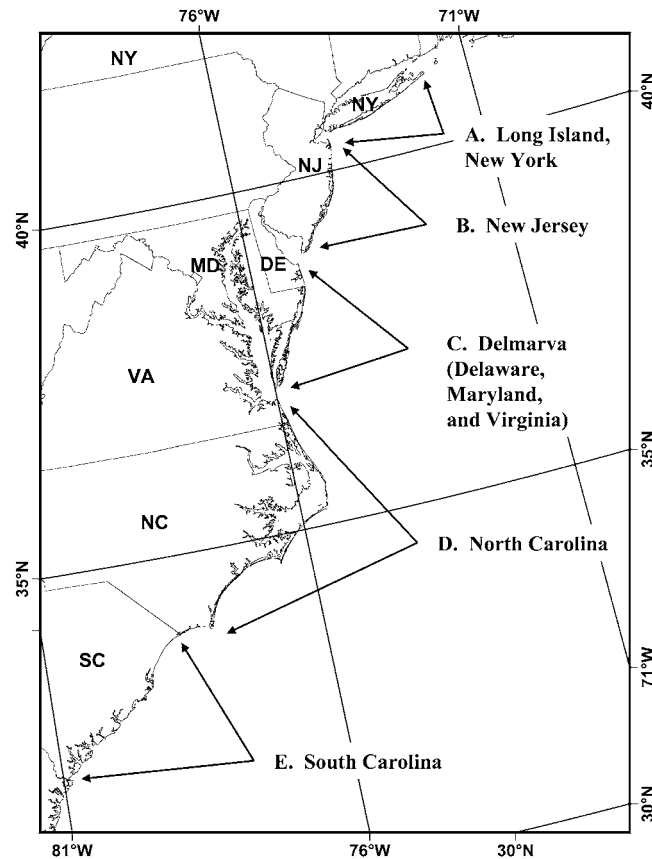 76°W
71°W
NY
40°N
NY
A. Long Island,
New York
NJ
B. New Jersey
40°N
MD
DE
C. Delmarva
(Delaware,
Maryland,
and Virginia)
VA
35°N
NC
D. North Carolina
35°N
SC
71°W
E. South Carolina
30°N
81°W
76°W
30°N